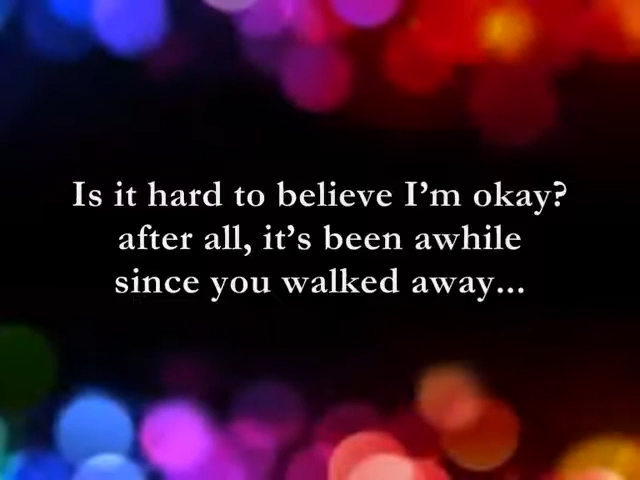 Is it hard to believe I’m okay?
after all, it’s been awhile
since you walked away...